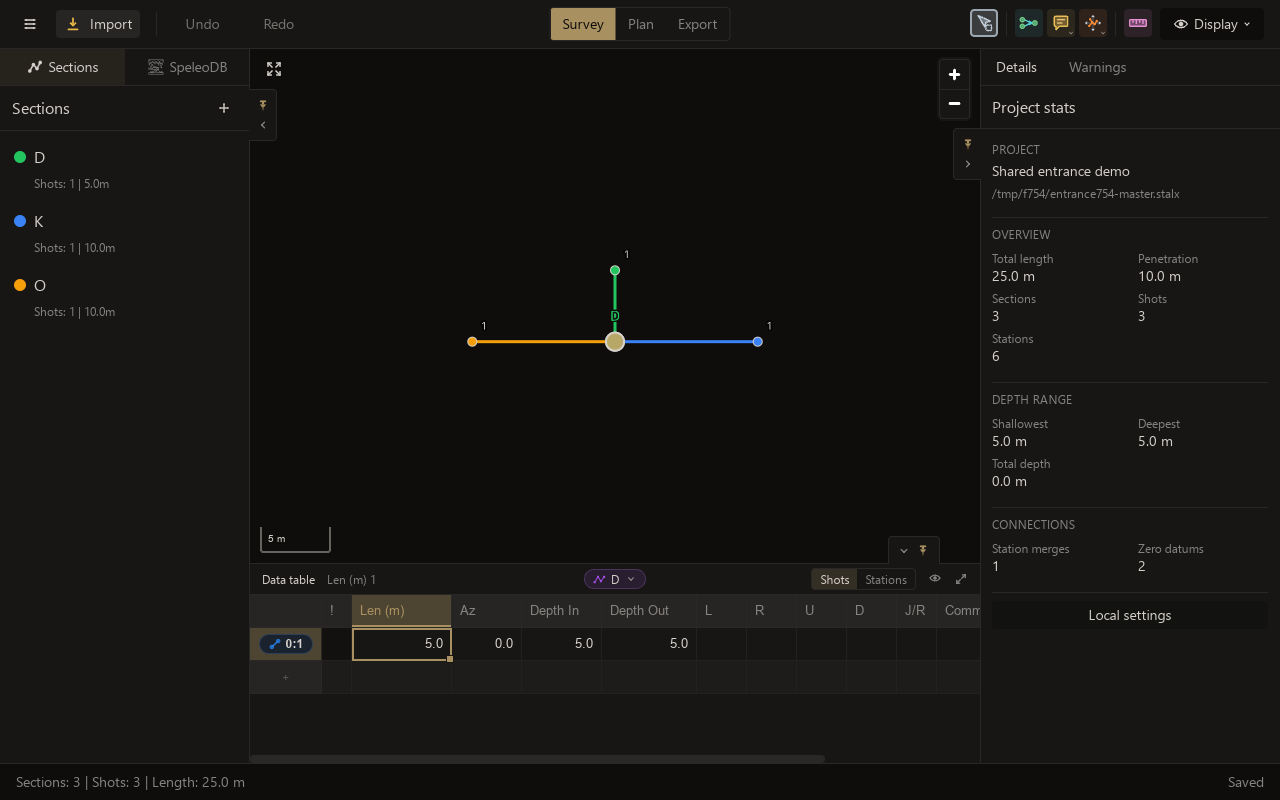 Import
Undo
Redo
Survey
Plan
Export
Display
Sections
SpeleoDB
Sections
+
D
Shots: 1 | 5.0m
K
Shots: 1 | 10.0m
O
Shots: 1 | 10.0m
1
D
1
1
5 m
Details
Warnings
Project stats
PROJECT
Shared entrance demo
/tmp/f754/entrance754-master.stalx
OVERVIEW
Total length
Penetration
25.0 m
10.0 m
Sections
Shots
3
3
Stations
6
DEPTH RANGE
Shallowest
Deepest
5.0 m
5.0 m
Total depth
0.0 m
CONNECTIONS
Station merges
Zero datums
1
2
Local settings
Data table
Len (m) 1
D
Shots
Stations
! Len (m) Az Depth In Depth Out L R U D J/R Comm
0:1 5.0 0.0 5.0 5.0
+
Sections: 3 | Shots: 3 | Length: 25.0 m
Saved